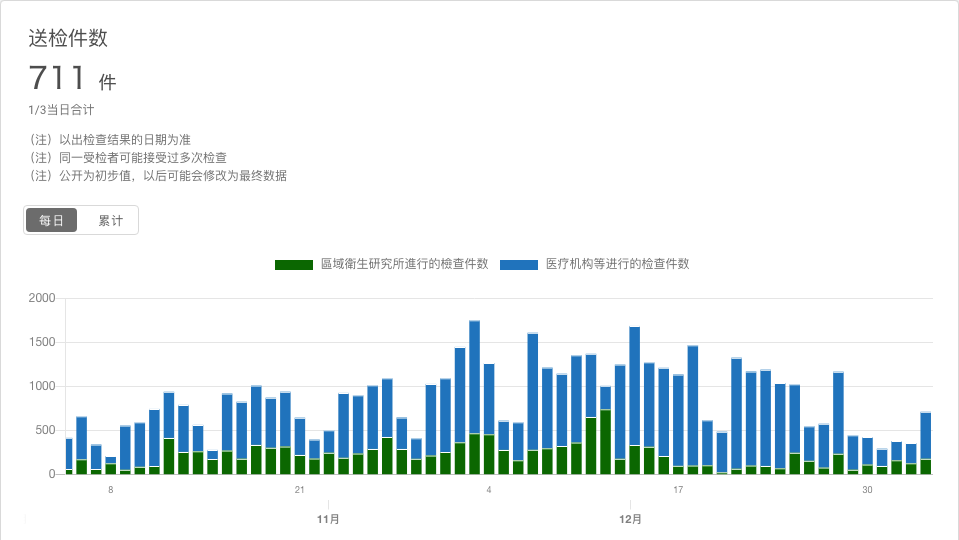 送检件数
711 件
1/3当日合计
（注）以出检查结果的日期为准
（注）同一受检者可能接受过多次检查
（注）公开为初步值，以后可能会修改为最终数据
每日 累计
區域衛生研究所進行的檢查件数 医疗机构等进行的检查件数
2000
1500
1000
500
0
8 21 4 17 30
11月 12月